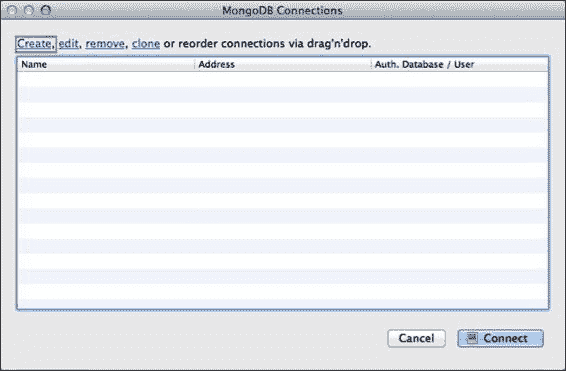 MongoDB Connections
Create, edit, remove, clone or reorder connections via drag'n'drop.
Name Address Auth. Database / User
Cancel Connect